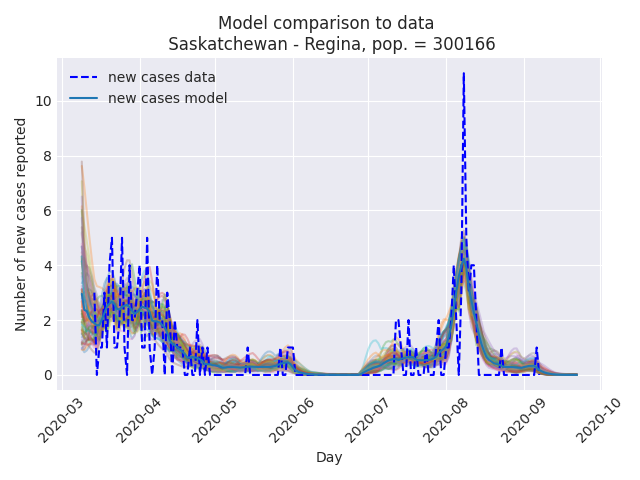 Model comparison to data
Saskatchewan - Regina, pop. = 300166
new cases data
new cases model
Number of new cases reported
10
8
6
4
2
0
2020-03
2020-04
2020-05
2020-06
2020-07
2020-08
2020-09
2020-10
Day